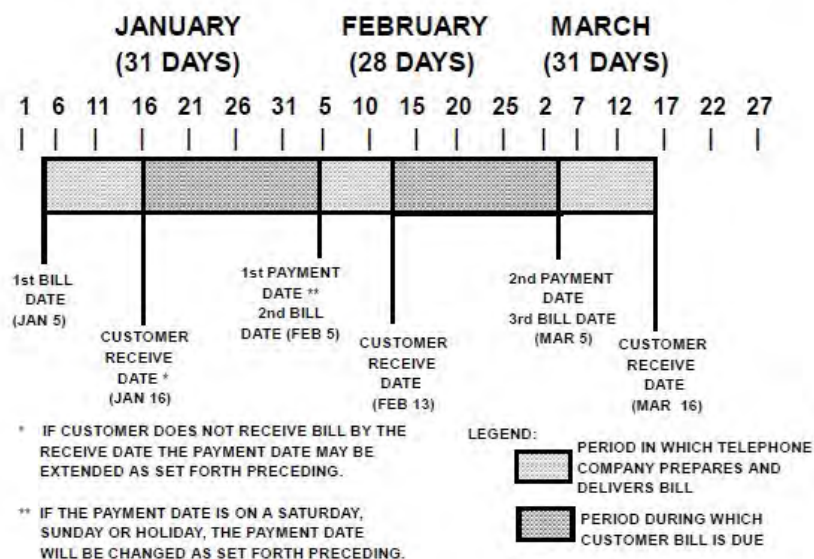 JANUARY FEBRUARY MARCH
(31 DAYS) (28 DAYS) (31 DAYS)
1 6 11 16 21 26 31 5 10 15 20 25 2 7 12 17 22 27
1st BILL
DATE
(JAN 5)
CUSTOMER
RECEIVE
DATE *
(JAN 16)
1st PAYMENT
DATE **
2nd BILL
DATE (FEB 5)
CUSTOMER
RECEIVE
DATE
(FEB 13)
2nd PAYMENT
DATE
3rd BILL DATE
(MAR 5)
CUSTOMER
RECEIVE
DATE
(MAR 16)
* IF CUSTOMER DOES NOT RECEIVE BILL BY THE
RECEIVE DATE THE PAYMENT DATE MAY BE
EXTENDED AS SET FORTH PRECEDING.
** IF THE PAYMENT DATE IS ON A SATURDAY,
SUNDAY OR HOLIDAY, THE PAYMENT DATE
WILL BE CHANGED AS SET FORTH PRECEDING.
LEGEND:
PERIOD IN WHICH TELEPHONE
COMPANY PREPARES AND
DELIVERS BILL
PERIOD DURING WHICH
CUSTOMER BILL IS DUE